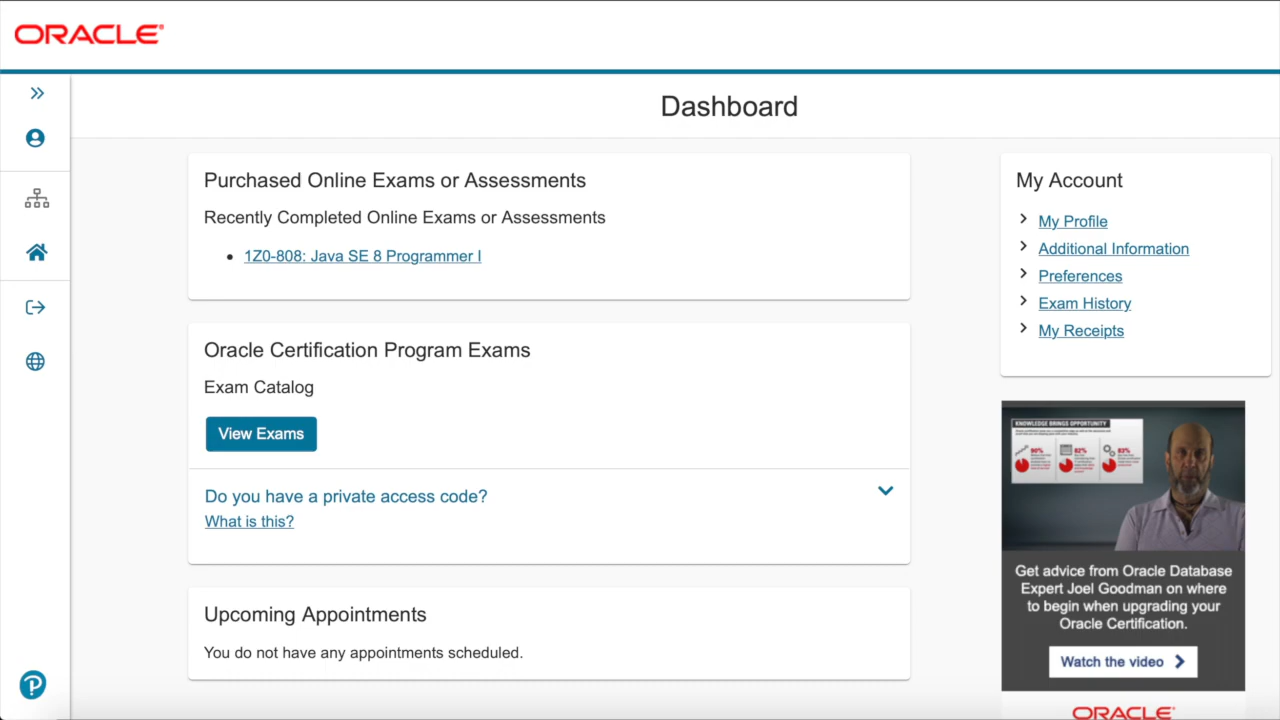 ORACLE
Dashboard
Purchased Online Exams or Assessments
Recently Completed Online Exams or Assessments
1Z0-808: Java SE 8 Programmer I
Oracle Certification Program Exams
Exam Catalog
View Exams
Do you have a private access code?
What is this?
Upcoming Appointments
You do not have any appointments scheduled.
My Account
My Profile
Additional Information
Preferences
Exam History
My Receipts
KNOWLEDGE BRINGS OPPORTUNITY
90%
82%
83%
Get advice from Oracle Database
Expert Joel Goodman on where
to begin when upgrading your
Oracle Certification.
Watch the video
ORACLE